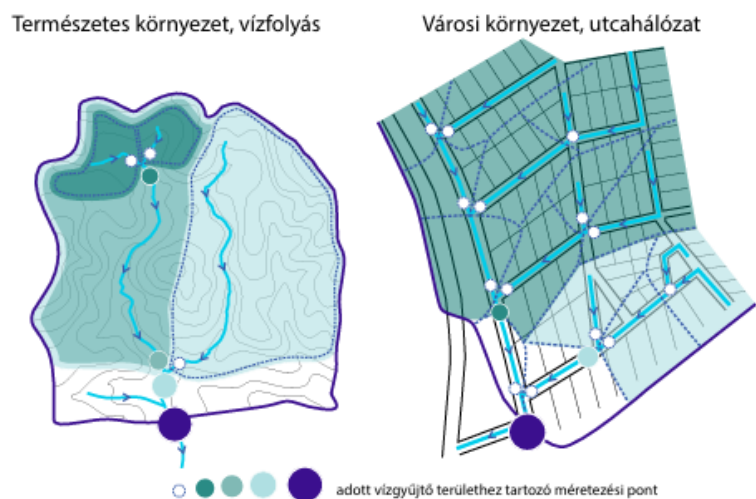 Természetes környezet, vízfolyás
Városi környezet, utcahálózat
adott vízgyűjtő területhez tartozó méretezési pont